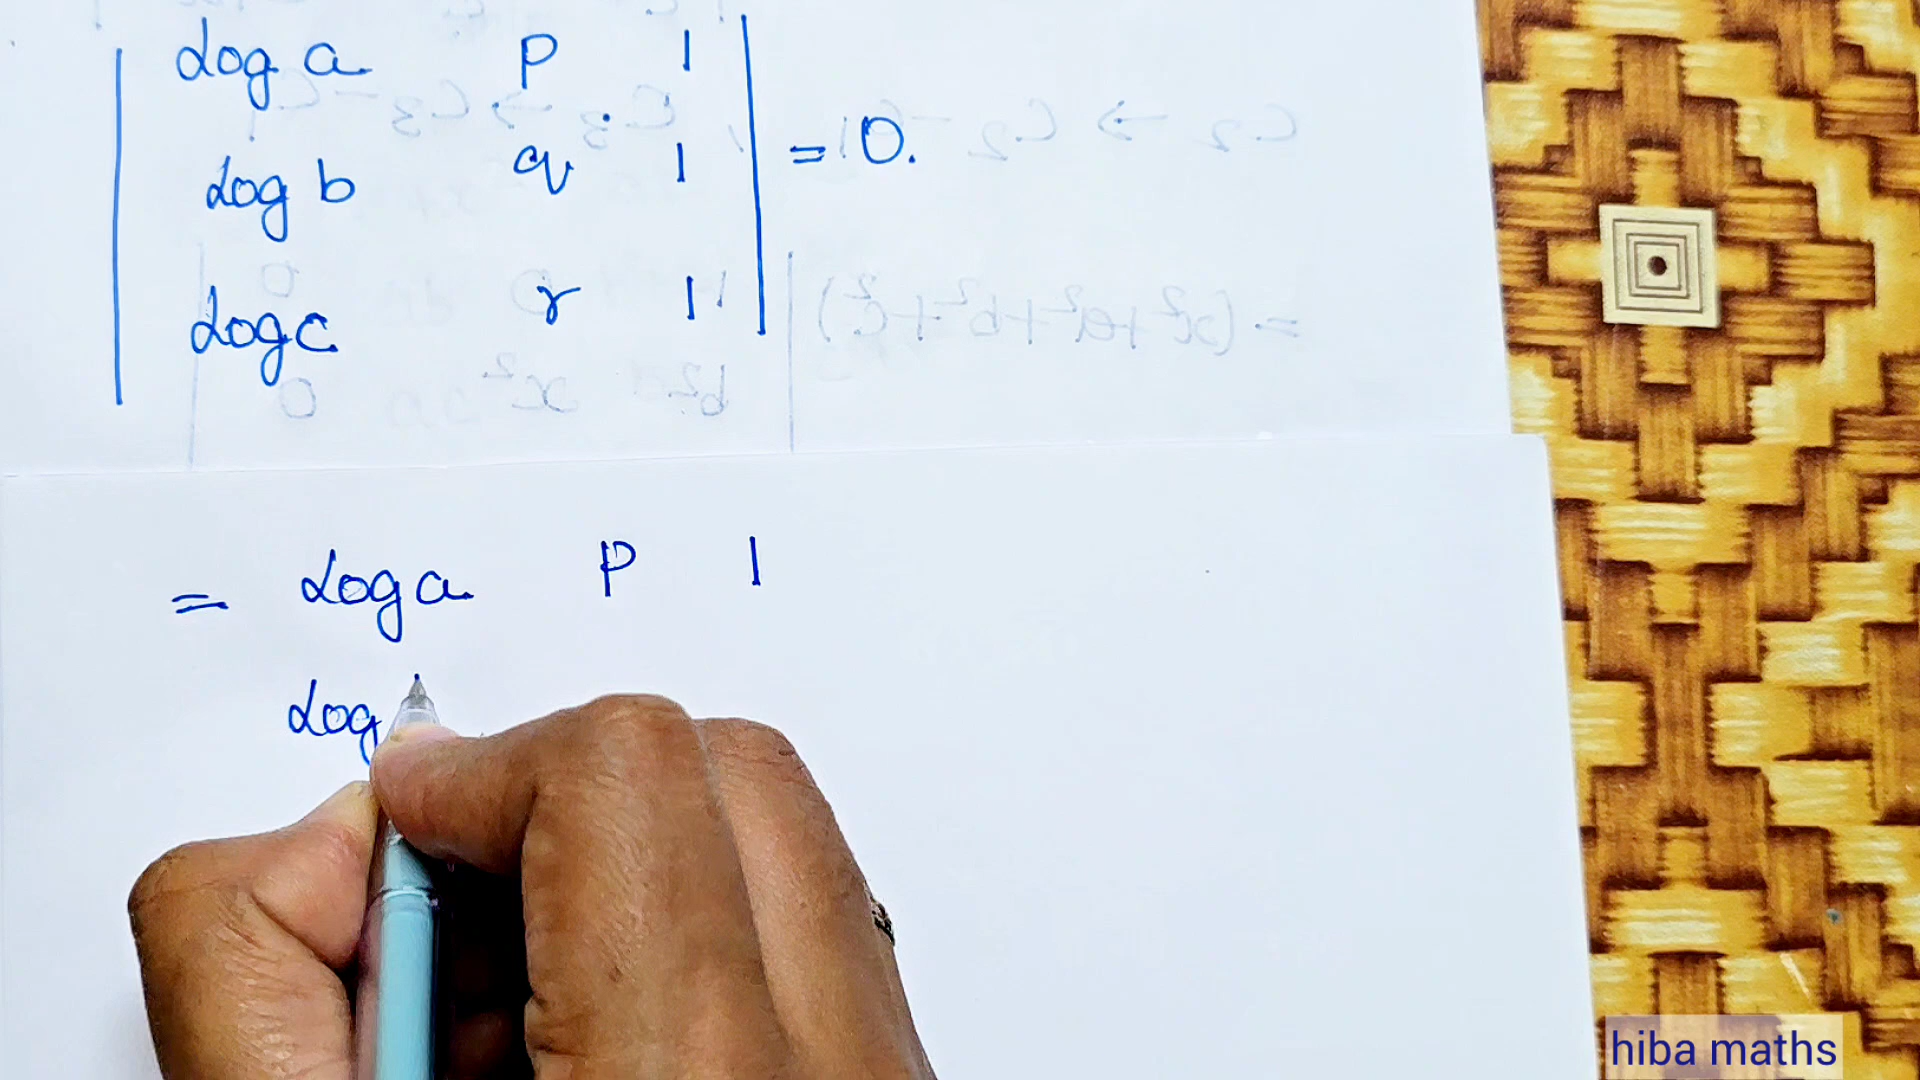 Log a p 1
Log b q 1 = 0.
Log c r 1
= Log a p 1
Log
hiba maths